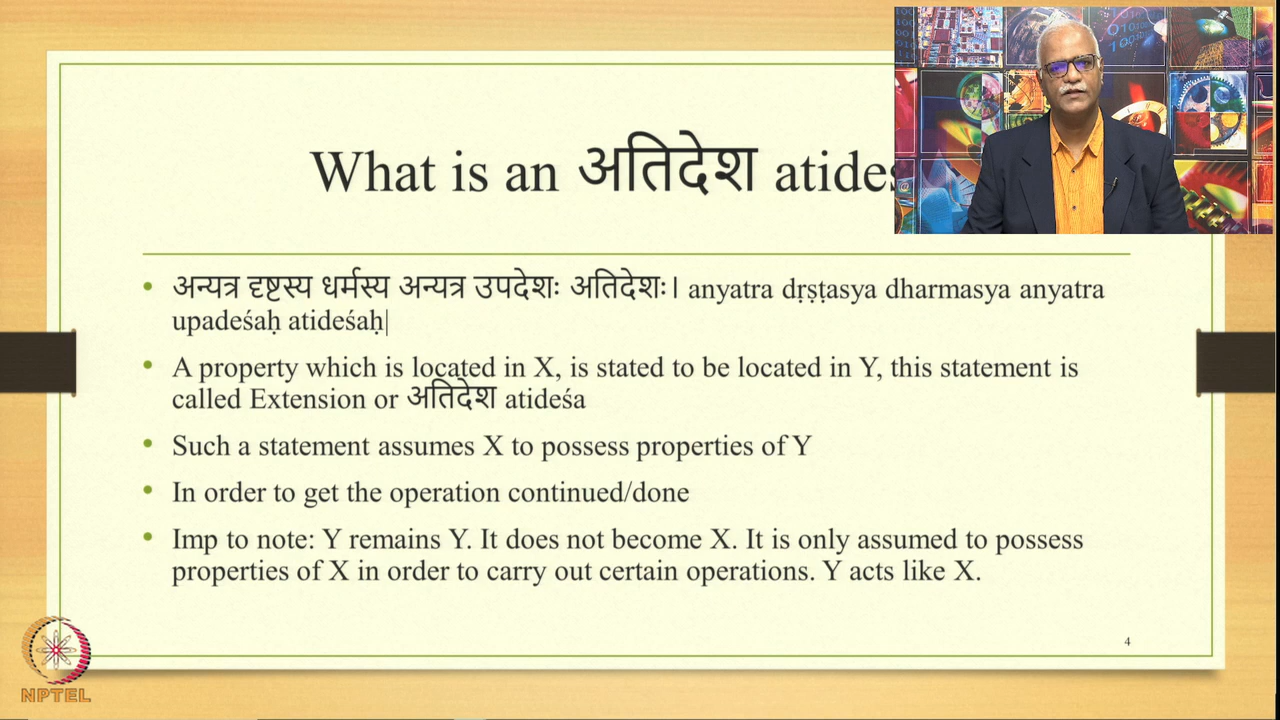 What is an अतिदेश atideś
अन्यत्र दृष्टस्य धर्मस्य अन्यत्र उपदेशः अतिदेशः। anyatra dṛṣṭasya dharmasya anyatra
upadeśaḥ atideśaḥ|
A property which is located in X, is stated to be located in Y, this statement is
called Extension or अतिदेश atideśa
Such a statement assumes X to possess properties of Y
In order to get the operation continued/done
Imp to note: Y remains Y. It does not become X. It is only assumed to possess
properties of X in order to carry out certain operations. Y acts like X.
4
NPTEL